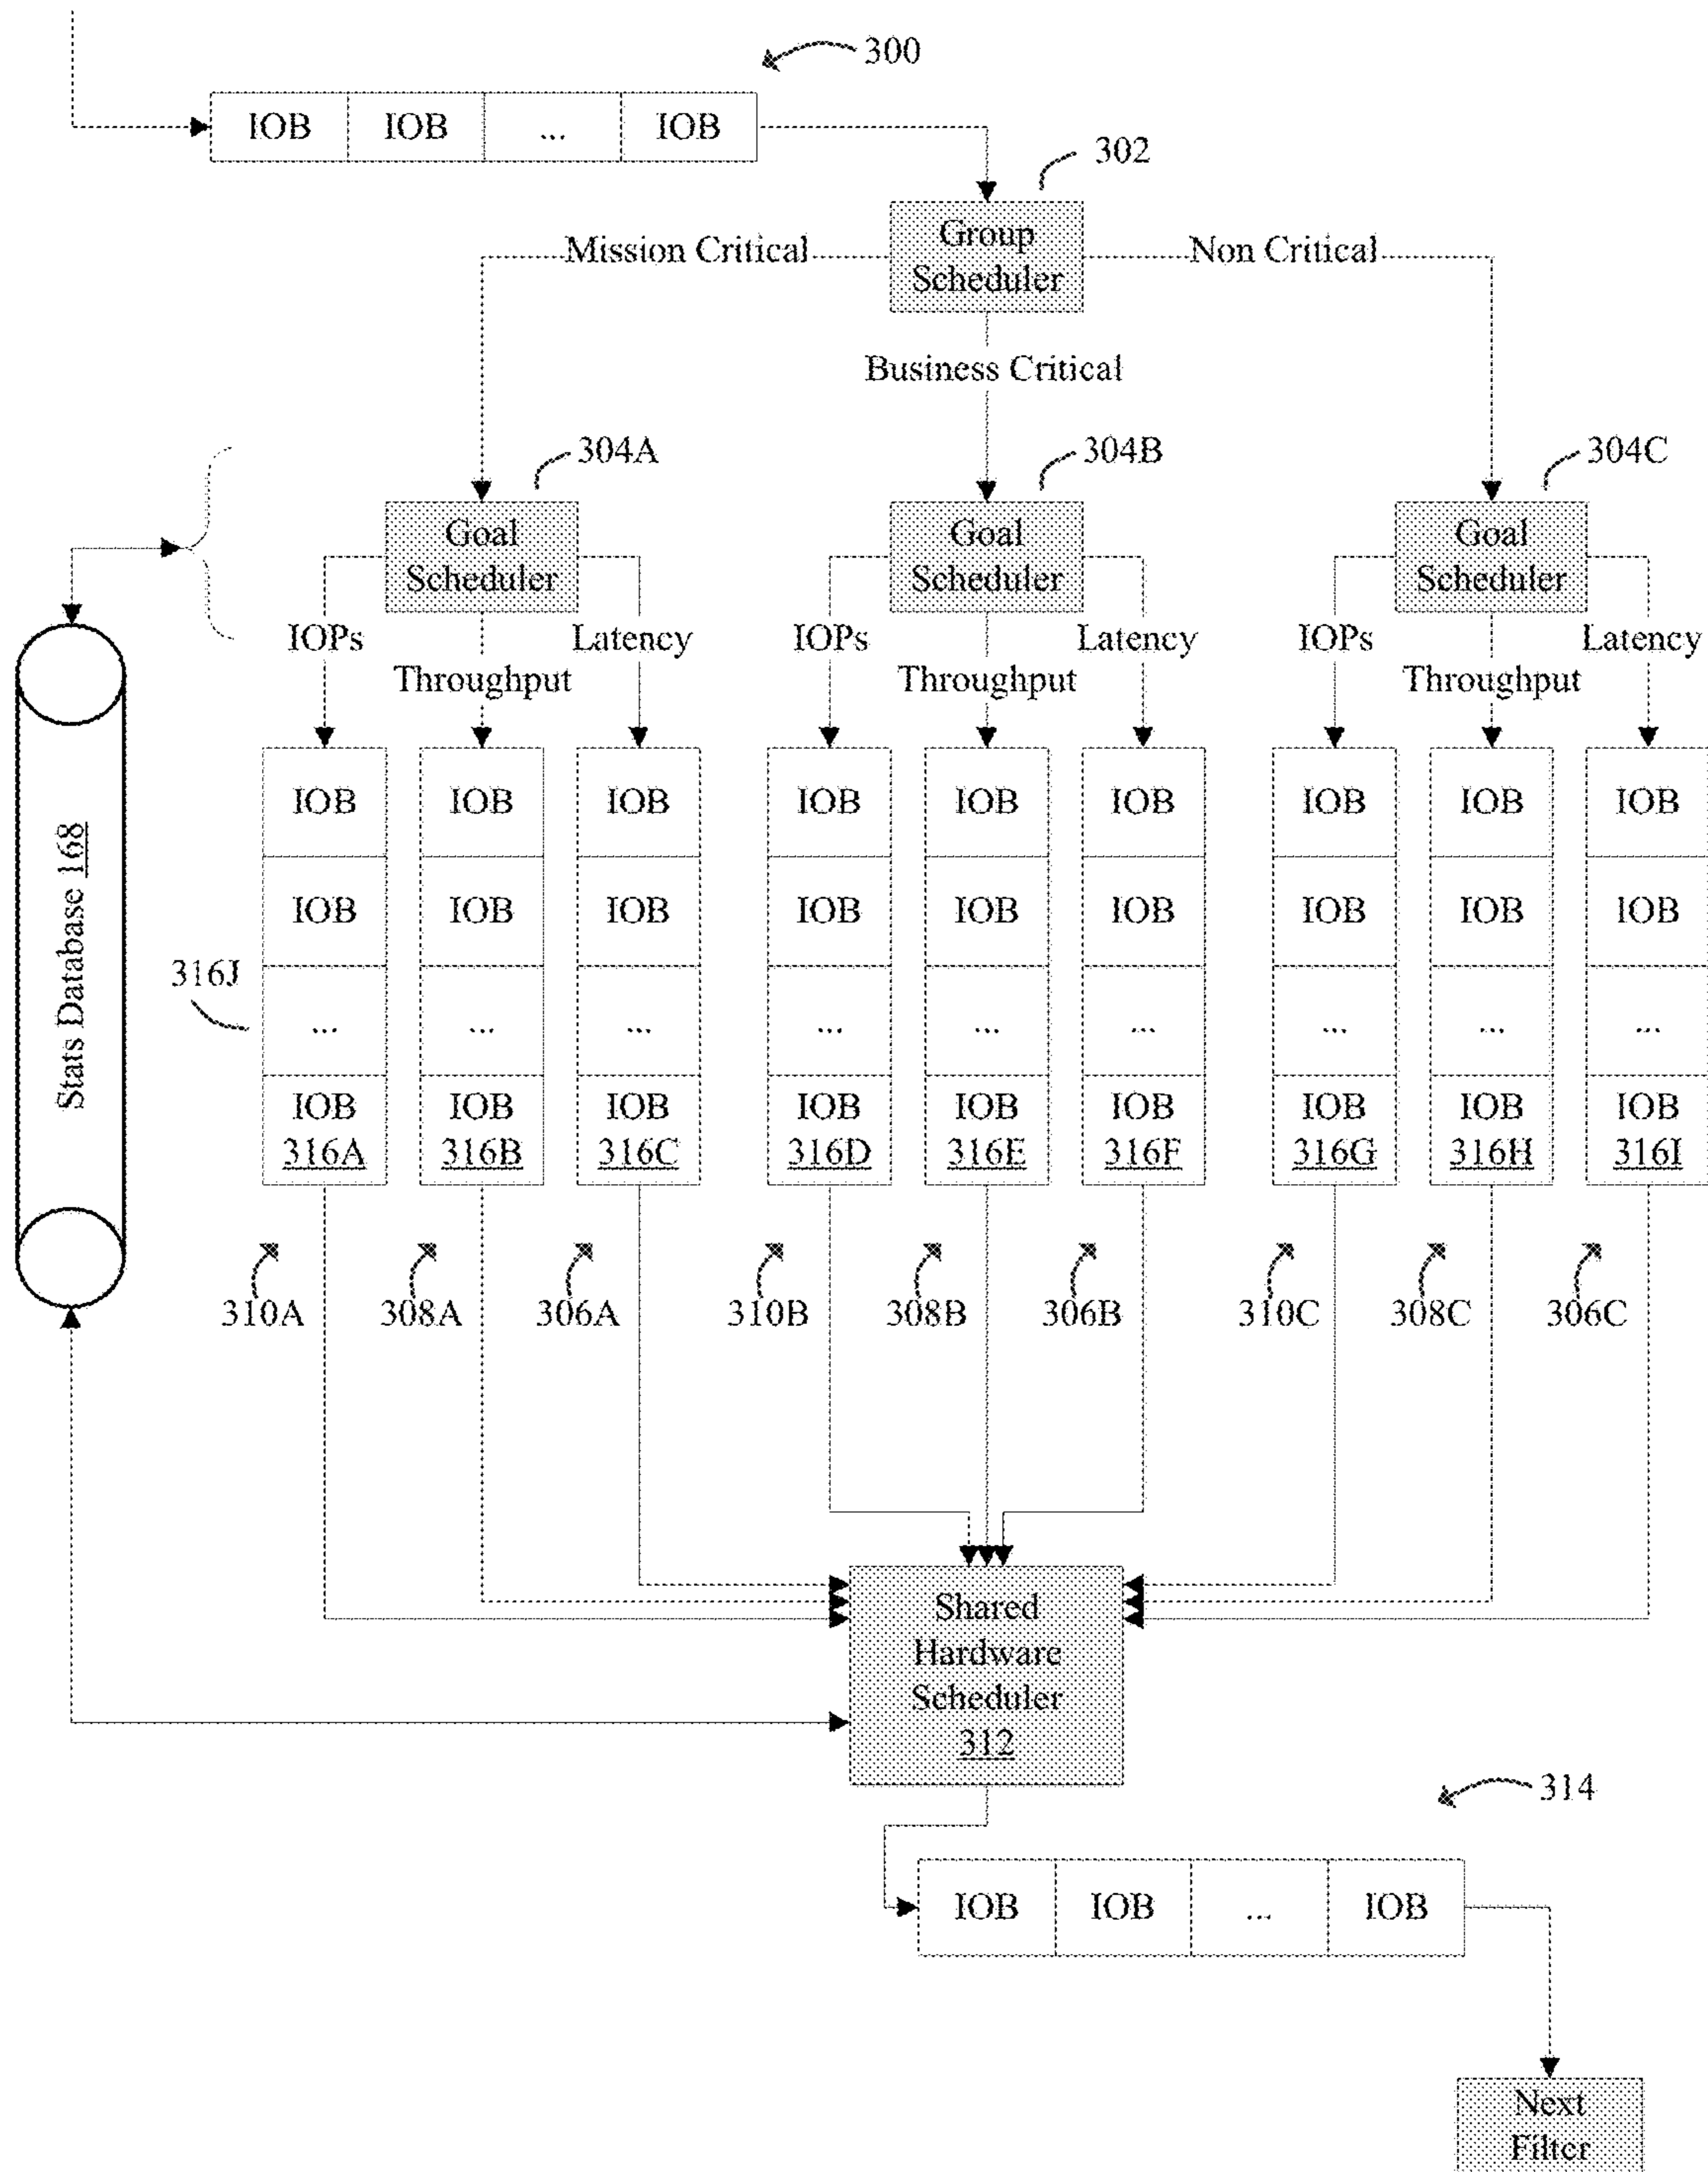 300
IOB IOB ... IOB
302
Group
Scheduler
Mission Critical
Non Critical
Business Critical
304A 304B 304C
Goal
Scheduler
Goal
Scheduler
Goal
Scheduler
IOPs Latency IOPs Latency IOPs Latency
Throughput Throughput Throughput
Stats Database 168
IOB IOB IOB IOB IOB IOB IOB IOB IOB
IOB IOB IOB IOB IOB IOB IOB IOB IOB
316J
... ... ... ... ... ... ... ... ...
IOB IOB IOB IOB IOB IOB IOB IOB IOB
316A 316B 316C 316D 316E 316F 316G 316H 316I
310A 308A 306A 310B 308B 306B 310C 308C 306C
Shared
Hardware
Scheduler
312
314
IOB IOB ... IOB
Next
Filter